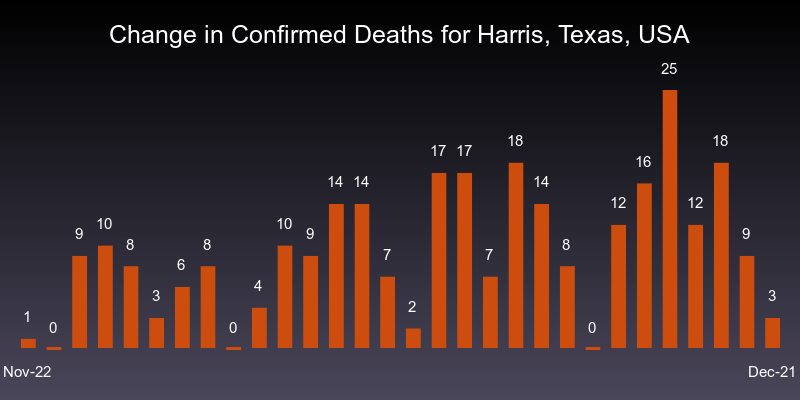 Change in Confirmed Deaths for Harris, Texas, USA
1 0 9 10 8 3 6 8 0 4 10 9 14 14 7 2 17 17 7 18 14 8 0 12 16 25 12 18 9 3
Nov-22 Dec-21